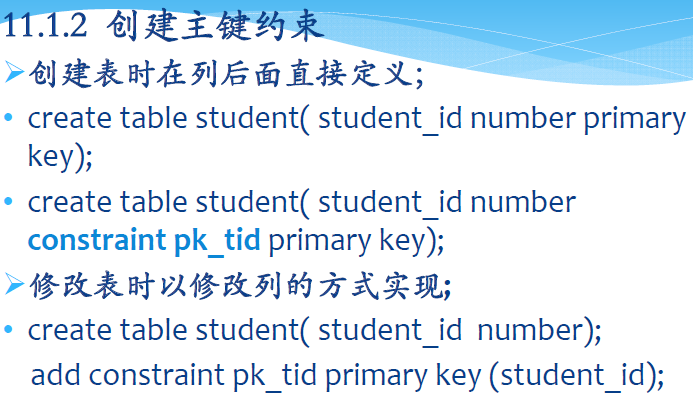 11.1.2 创建主键约束
➢创建表时在列后面直接定义；
• create table student( student_id number primary
key);
• create table student( student_id number
constraint pk_tid primary key);
➢修改表时以修改列的方式实现;
• create table student( student_id  number);
add constraint pk_tid primary key (student_id);